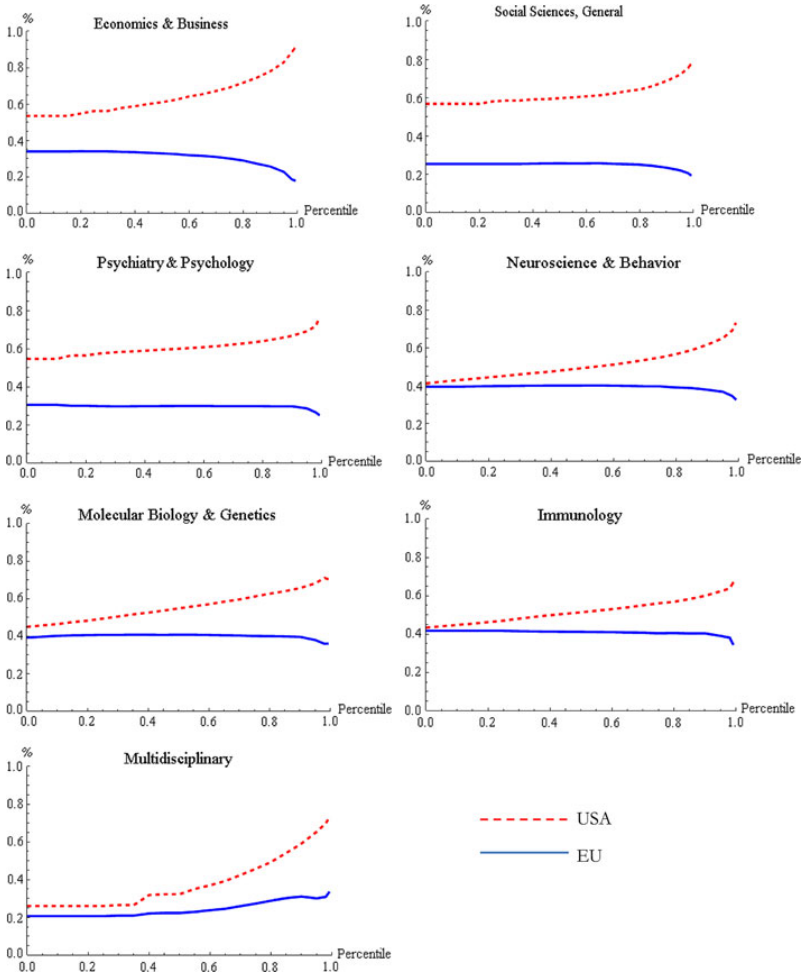 Economics & Business
%
1.0
0.8
0.6
0.4
0.2
0.0
0.0 0.2 0.4 0.6 0.8 1.0
Percentile
Social Sciences, General
%
1.0
0.8
0.6
0.4
0.2
0.0
0.0 0.2 0.4 0.6 0.8 1.0
Percentile
Psychiatry & Psychology
%
1.0
0.8
0.6
0.4
0.2
0.0
0.0 0.2 0.4 0.6 0.8 1.0
Percentile
Neuroscience & Behavior
%
1.0
0.8
0.6
0.4
0.2
0.0
0.0 0.2 0.4 0.6 0.8 1.0
Percentile
Molecular Biology & Genetics
%
1.0
0.8
0.6
0.4
0.2
0.0
0.0 0.2 0.4 0.6 0.8 1.0
Percentile
Immunology
%
1.0
0.8
0.6
0.4
0.2
0.0
0.0 0.2 0.4 0.6 0.8 1.0
Percentile
Multidisciplinary
%
1.0
0.8
0.6
0.4
0.2
0.0
0.0 0.2 0.4 0.6 0.8 1.0
Percentile
USA
EU